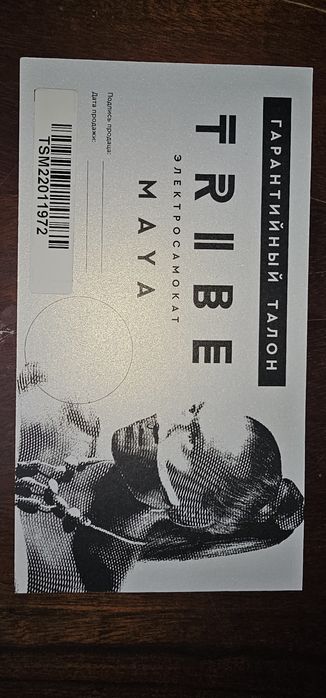 ГАРАНТИЙНЫЙ ТАЛОН
TRIBE
ЭЛЕКТРОСАМОКАТ
MAYA
Подпись продавца:
Дата продажи:
TSM22011972